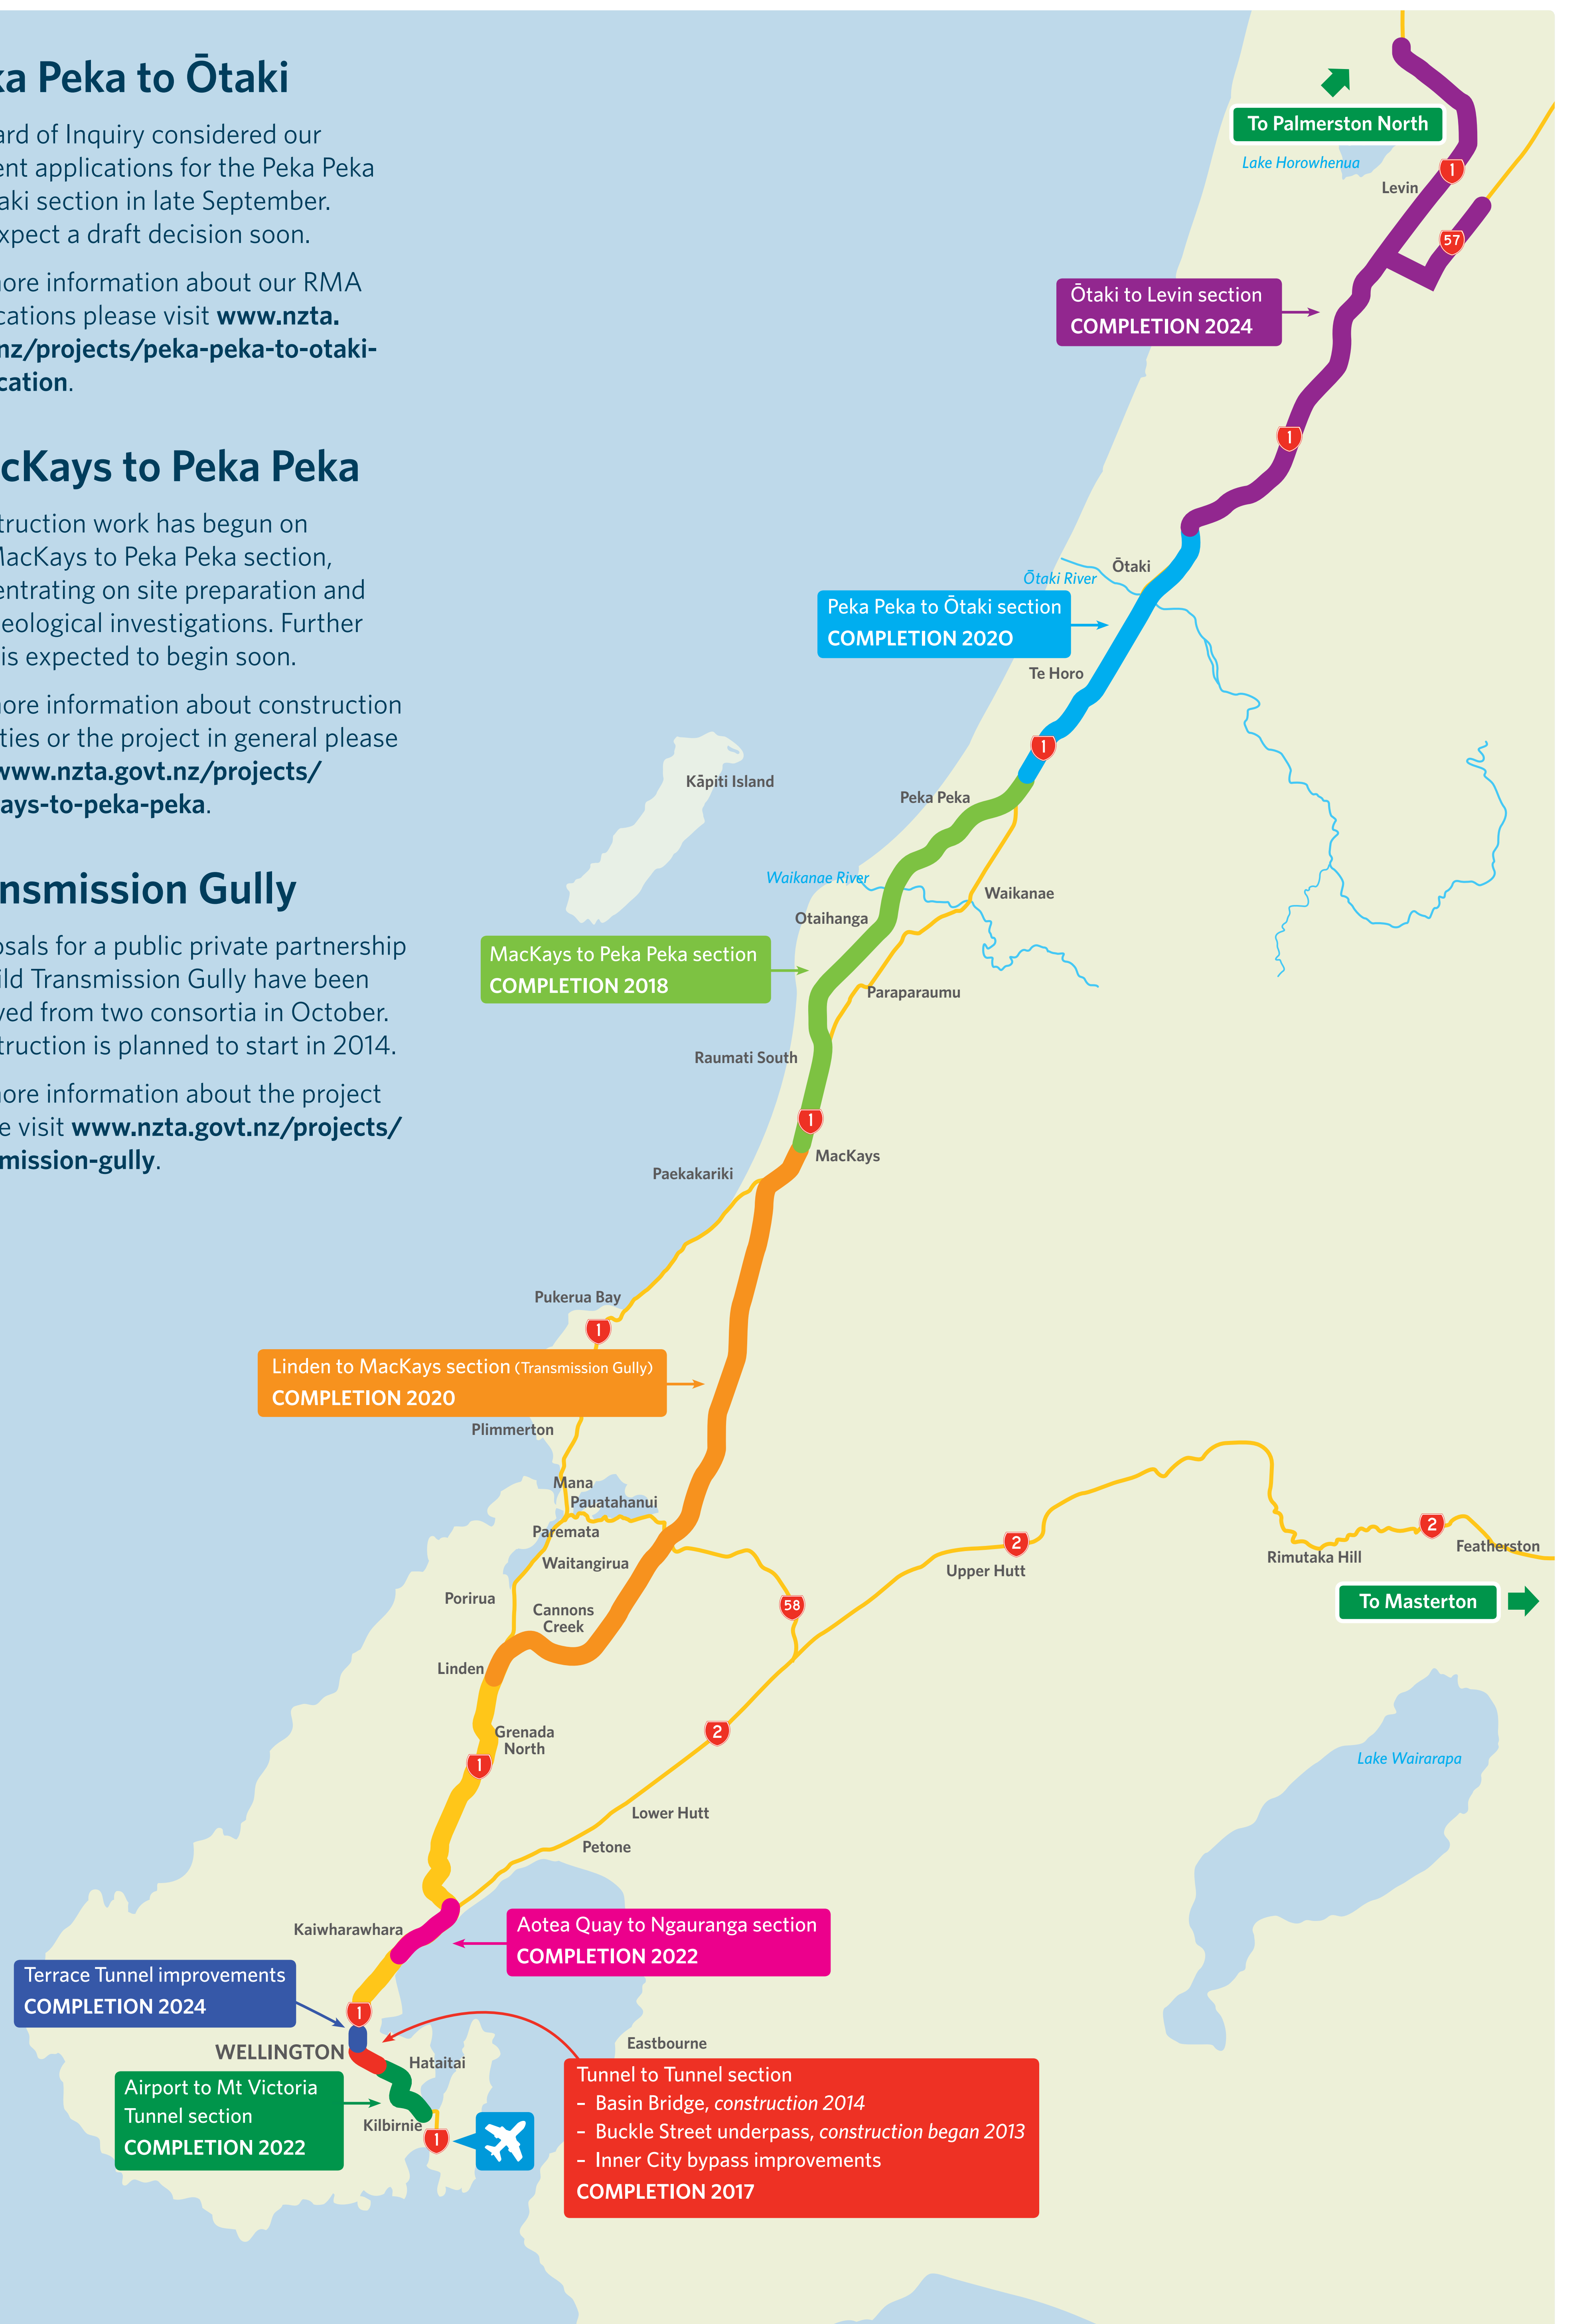 ka Peka to Ōtaki
ard of Inquiry considered our
ent applications for the Peka Peka
aki section in late September.
xpect a draft decision soon.
ore information about our RMA
cations please visit www.nzta.
nz/projects/peka-peka-to-otaki-
cation.
cKays to Peka Peka
truction work has begun on
MacKays to Peka Peka section,
entrating on site preparation and
eological investigations. Further
is expected to begin soon.
ore information about construction
ties or the project in general please
www.nzta.govt.nz/projects/
ays-to-peka-peka.
nsmission Gully
osals for a public private partnership
ild Transmission Gully have been
ved from two consortia in October.
truction is planned to start in 2014.
ore information about the project
e visit www.nzta.govt.nz/projects/
mission-gully.
To Palmerston North
Lake Horowhenua
1
Levin
57
Ōtaki to Levin section
COMPLETION 2024
1
Ōtaki
Ōtaki River
Peka Peka to Ōtaki section
COMPLETION 2020
Te Horo
1
Kāpiti Island
Peka Peka
Waikanae River
Waikanae
Otaihanga
MacKays to Peka Peka section
COMPLETION 2018
Paraparaumu
Raumati South
1
MacKays
Paekakariki
Pukerua Bay
1
Linden to MacKays section (Transmission Gully)
COMPLETION 2020
Plimmerton
Mana
Pauatahanui
Paremata
Waitangirua
2
2
Featherston
Rimutaka Hill
Upper Hutt
Porirua
58
To Masterton
Cannons
Creek
Linden
Grenada
North
2
1
Lake Wairarapa
Lower Hutt
Petone
Kaiwharawhara
Aotea Quay to Ngauranga section
COMPLETION 2022
Terrace Tunnel improvements
COMPLETION 2024
1
WELLINGTON
Eastbourne
Hataitai
Airport to Mt Victoria
Tunnel section
COMPLETION 2022
Kilbirnie
1
Tunnel to Tunnel section
– Basin Bridge, construction 2014
– Buckle Street underpass, construction began 2013
– Inner City bypass improvements
COMPLETION 2017